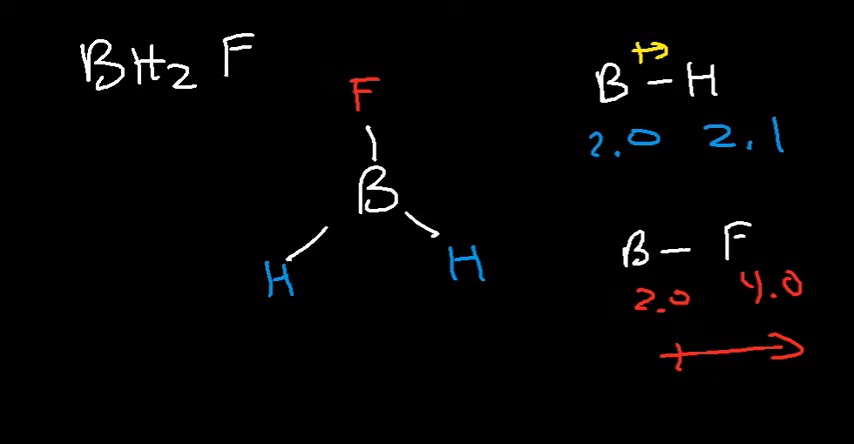 BH2 F
F
B
H H
B - H
2.0 2.1
B - F
2.0 4.0